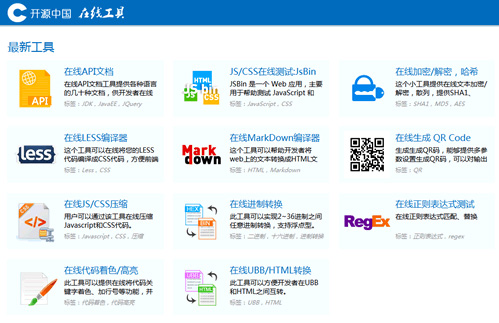 开源中国 在线工具
最新工具
在线API文档
在线API文档工具提供各种语言
的几十种文档，供开发者在线
标签：JDK，JavaEE，JQuery
JS/CSS在线测试:JsBin
JSBin 是一个 Web 应用，主要
用于帮助测试 JavaScript 和
标签：JavaScript，CSS
在线加密/解密，哈希
这个小工具提供在线文本加密/
解密，散列，提供SHA1、
标签：SHA1，MD5，AES
less
在线LESS编译器
这个工具可以在线将您的LESS
代码编译成CSS代码，方便前端
标签：Less，CSS
Mark
down
在线MarkDown编译器
这个工具可以帮助开发者将
web上的文本转换成HTML文
标签：HTML，Markdown
在线生成 QR Code
生成生成QR码，能够提供多参
数设置生成QR码，可以对输出
标签：QR
在线JS/CSS压缩
用户可以通过该工具在线压缩
Javascript和CSS代码。
标签：Javascript，CSS，压缩
在线进制转换
此工具可以实现2~36进制之间
任意进制转换，支持浮点型。
标签：二进制，十六进制，进制转换
RegEx
在线正则表达式测试
在线正则表达式匹配、替换
标签：正则表达式，regex
在线代码着色/高亮
此工具可以提供在线将代码关
键字着色、加行号等功能，并
标签：代码着色，代码高亮
在线UBB/HTML转换
此工具可以方便开发者在UBB
和HTML之间互转。
标签：UBB，HTML